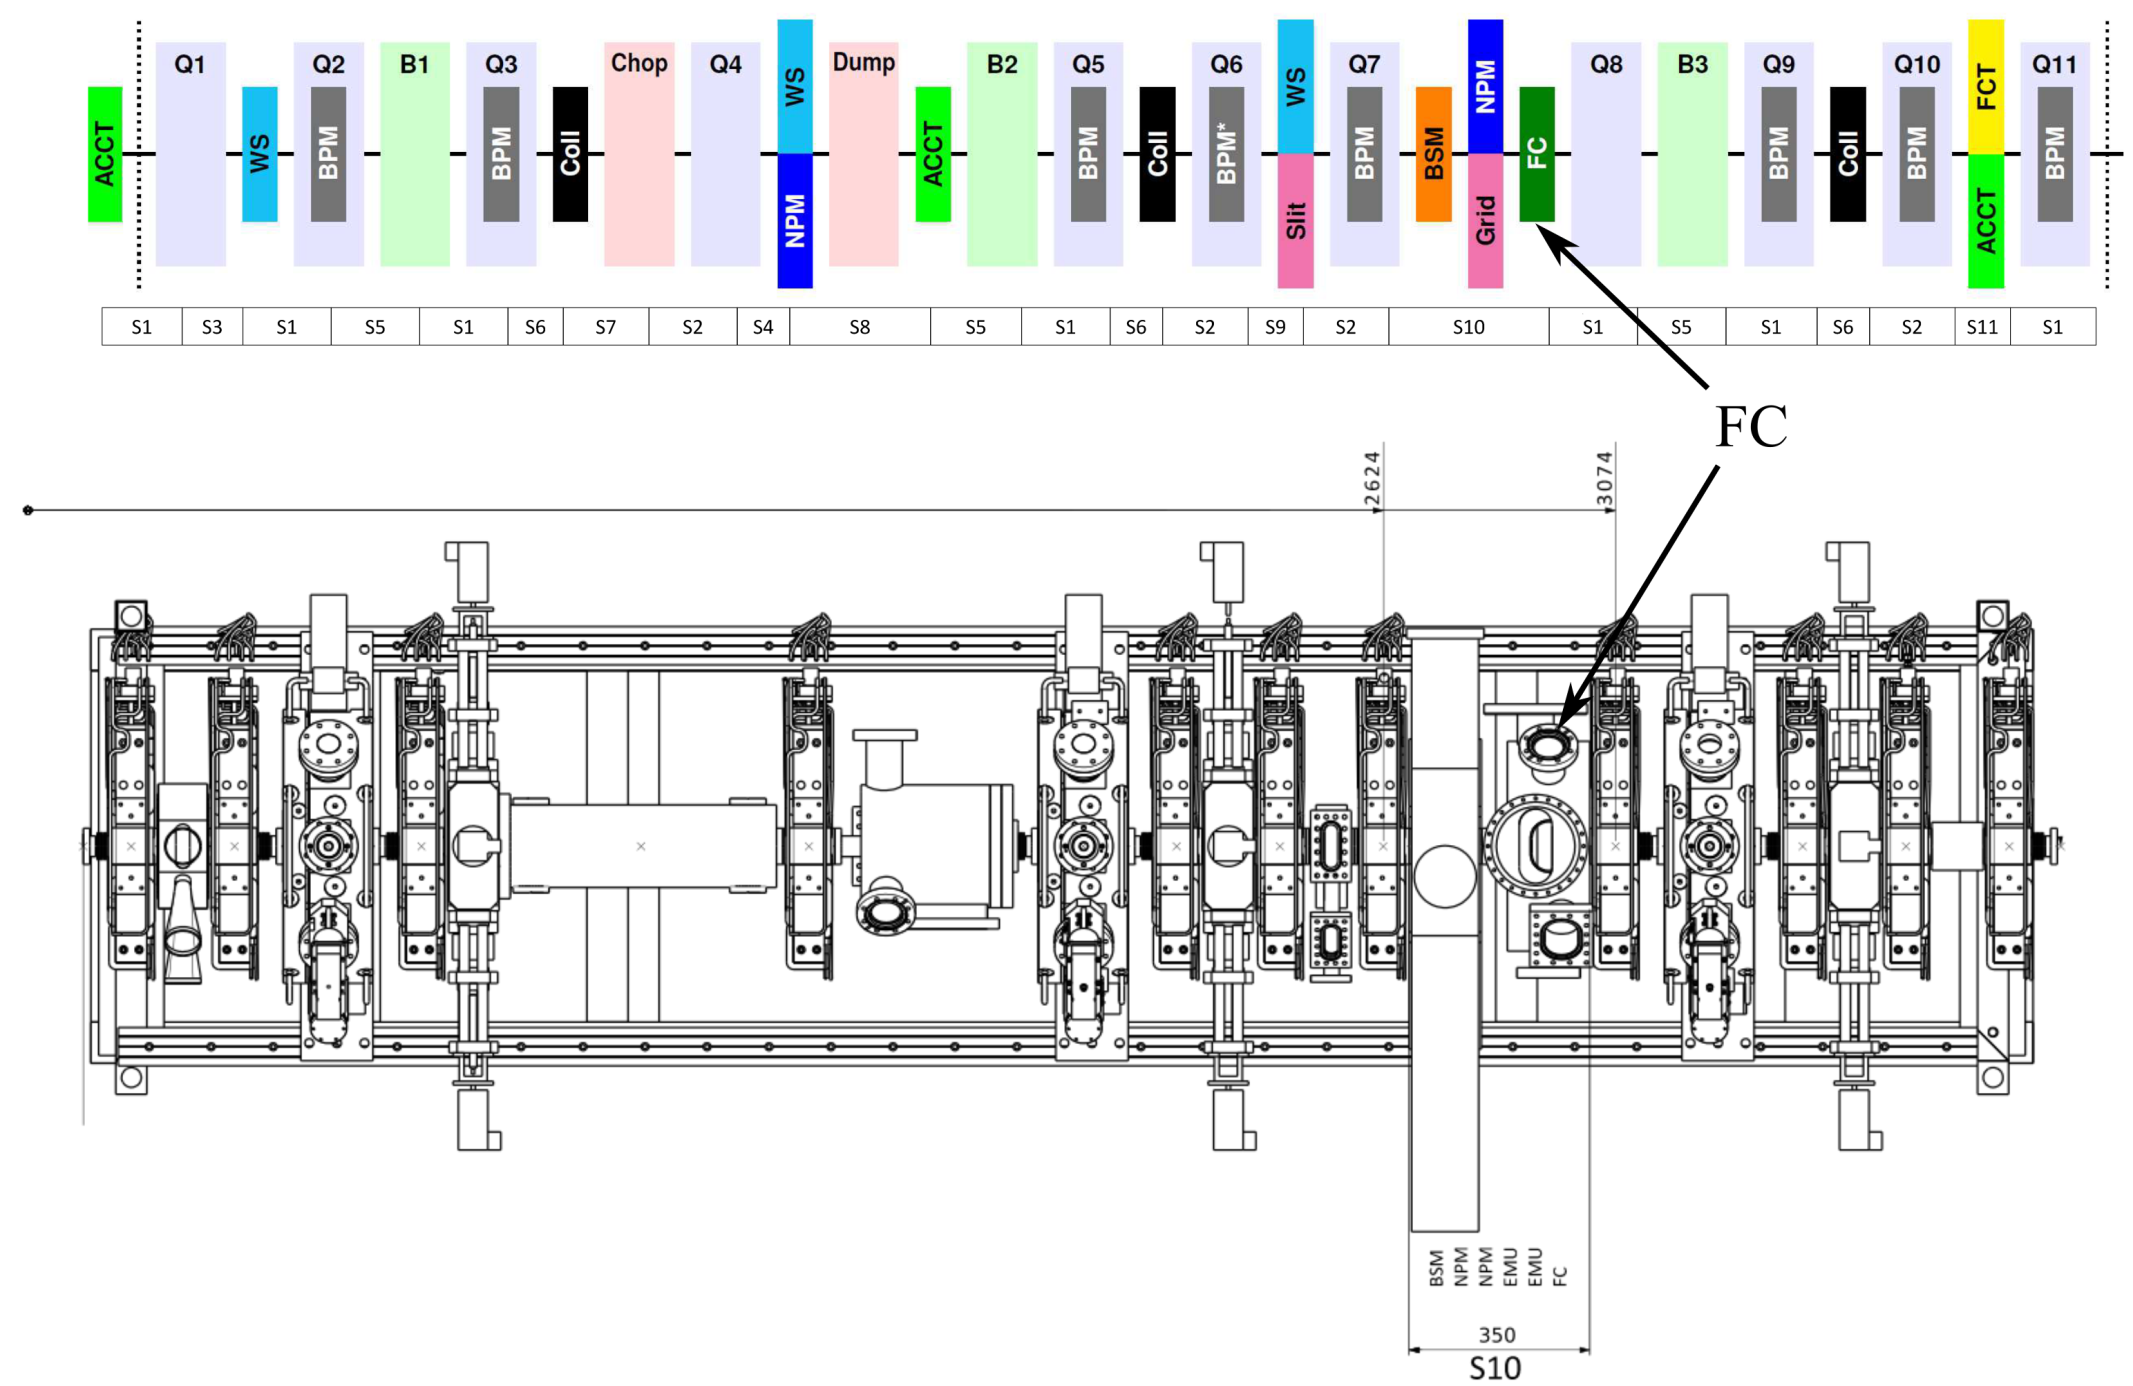 Q1 Q2 B1 Q3 Chop Q4 WS Dump B2 Q5 Q6 WS Q7 NPM Q8 B3 Q9 Q10 FCT Q11
ACCT WS BPM BPM Coll NPM ACCT BPM Coll BPM* Slit BPM BSM Grid FC BPM Coll BPM ACCT BPM
S1 S3 S1 S5 S1 S6 S7 S2 S4 S8 S5 S1 S6 S2 S9 S2 S10 S1 S5 S1 S6 S2 S11 S1
FC
2624 3074
BSM
NPM
NPM
EMU
EMU
FC
350
S10